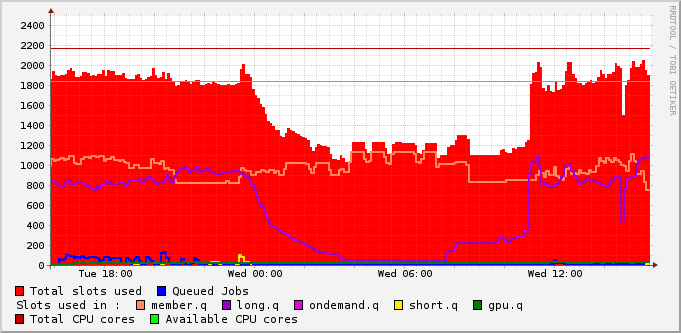 2400
2200
2000
1800
1600
1400
1200
1000
800
600
400
200
0
Tue 18:00 Wed 00:00 Wed 06:00 Wed 12:00
RRDTOOL / TOBI OETIKER
Total slots used Queued Jobs
Slots used in : member.q long.q ondemand.q short.q gpu.q
Total CPU cores Available CPU cores